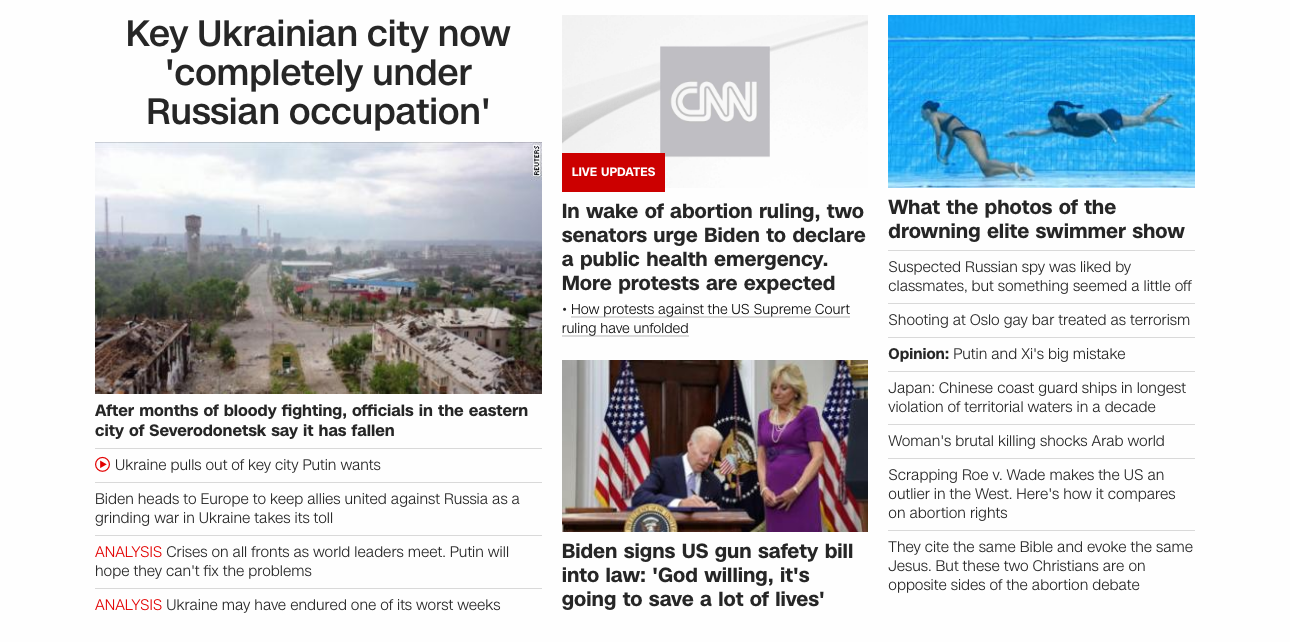 Key Ukrainian city now
'completely under
Russian occupation'
REUTERS
After months of bloody fighting, officials in the eastern
city of Severodonetsk say it has fallen
Ukraine pulls out of key city Putin wants
Biden heads to Europe to keep allies united against Russia as a
grinding war in Ukraine takes its toll
ANALYSIS Crises on all fronts as world leaders meet. Putin will
hope they can't fix the problems
ANALYSIS Ukraine may have endured one of its worst weeks
CNN
LIVE UPDATES
In wake of abortion ruling, two
senators urge Biden to declare
a public health emergency.
More protests are expected
• How protests against the US Supreme Court
ruling have unfolded
Biden signs US gun safety bill
into law: 'God willing, it's
going to save a lot of lives'
What the photos of the
drowning elite swimmer show
Suspected Russian spy was liked by
classmates, but something seemed a little off
Shooting at Oslo gay bar treated as terrorism
Opinion: Putin and Xi's big mistake
Japan: Chinese coast guard ships in longest
violation of territorial waters in a decade
Woman's brutal killing shocks Arab world
Scrapping Roe v. Wade makes the US an
outlier in the West. Here's how it compares
on abortion rights
They cite the same Bible and evoke the same
Jesus. But these two Christians are on
opposite sides of the abortion debate